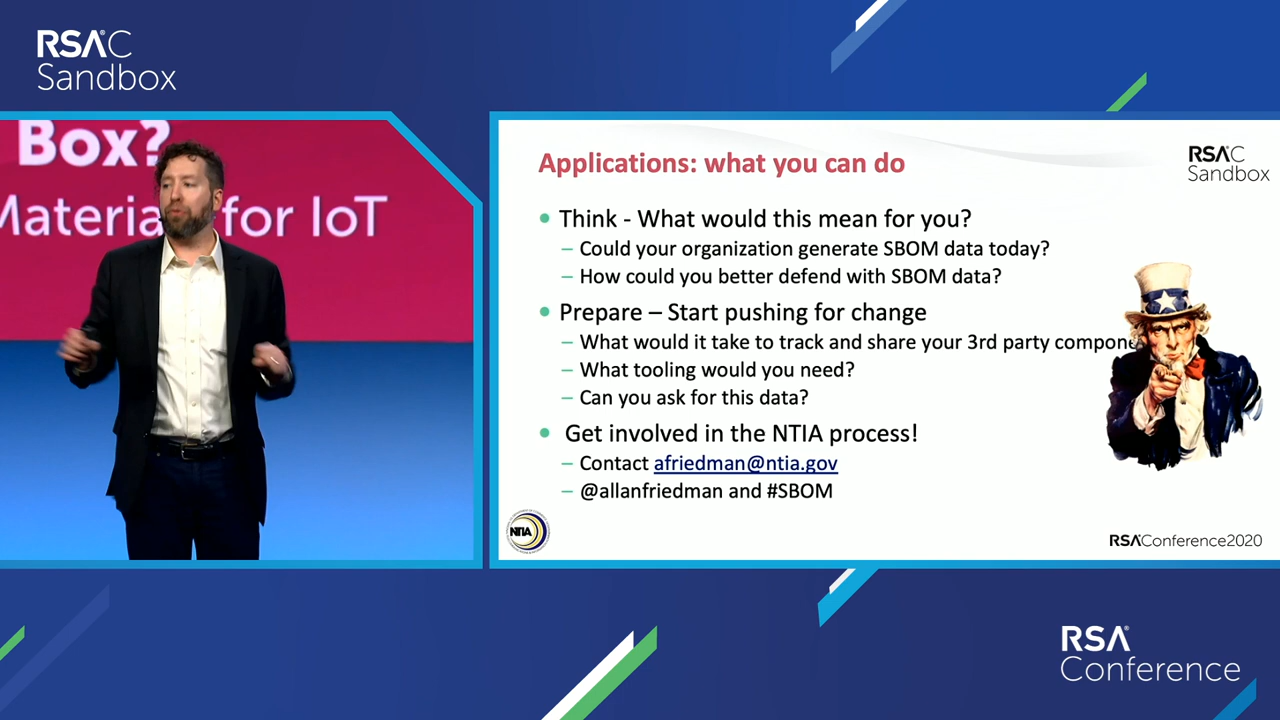 RSAC
Sandbox
Box?
for IoT
Applications: what you can do
RSAC
Sandbox
• Think - What would this mean for you?
– Could your organization generate SBOM data today?
– How could you better defend with SBOM data?
• Prepare – Start pushing for change
– What would it take to track and share your 3rd party compone
– What tooling would you need?
– Can you ask for this data?
• Get involved in the NTIA process!
– Contact afriedman@ntia.gov
– @allanfriedman and #SBOM
NTIA
RSA Conference2020
RSA®
Conference